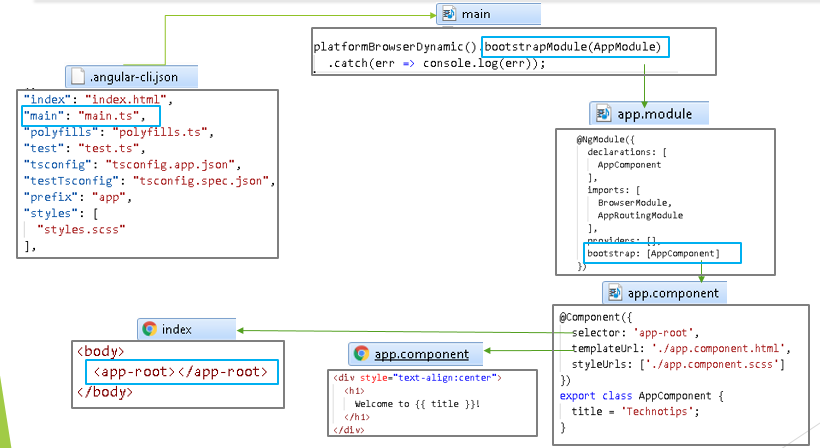 main
platformBrowserDynamic().bootstrapModule(AppModule)
.catch(err => console.log(err));
.angular-cli.json
"index": "index.html",
"main": "main.ts",
"polyfills": "polyfills.ts",
"test": "test.ts",
"tsconfig": "tsconfig.app.json",
"testTsconfig": "tsconfig.spec.json",
"prefix": "app",
"styles": [
"styles.scss"
],
app.module
@NgModule({
declarations: [
AppComponent
],
imports: [
BrowserModule,
AppRoutingModule
],
providers: [],
bootstrap: [AppComponent]
})
app.component
@Component({
selector: 'app-root',
templateUrl: './app.component.html',
styleUrls: ['./app.component.scss']
})
export class AppComponent {
title = 'Technotips';
}
index
<body>
<app-root></app-root>
</body>
app.component
<div style="text-align:center">
<h1>
Welcome to {{ title }}!
</h1>
</div>